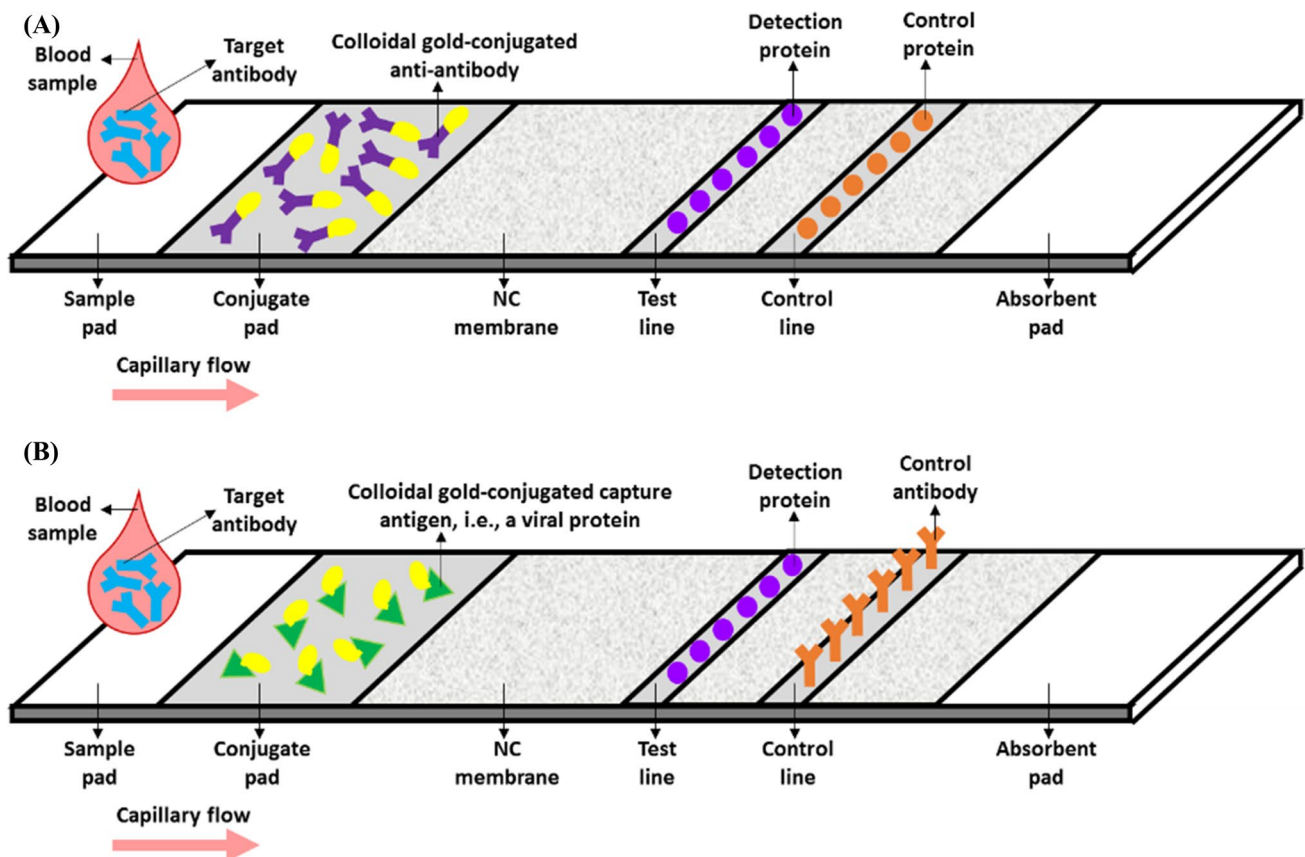 (A)
Blood
sample
Target
antibody
Colloidal gold-conjugated
anti-antibody
Detection
protein
Control
protein
Sample
pad
Conjugate
pad
NC
membrane
Test
line
Control
line
Absorbent
pad
Capillary flow
(B)
Blood
sample
Target
antibody
Colloidal gold-conjugated capture
antigen, i.e., a viral protein
Detection
protein
Control
antibody
Sample
pad
Conjugate
pad
NC
membrane
Test
line
Control
line
Absorbent
pad
Capillary flow